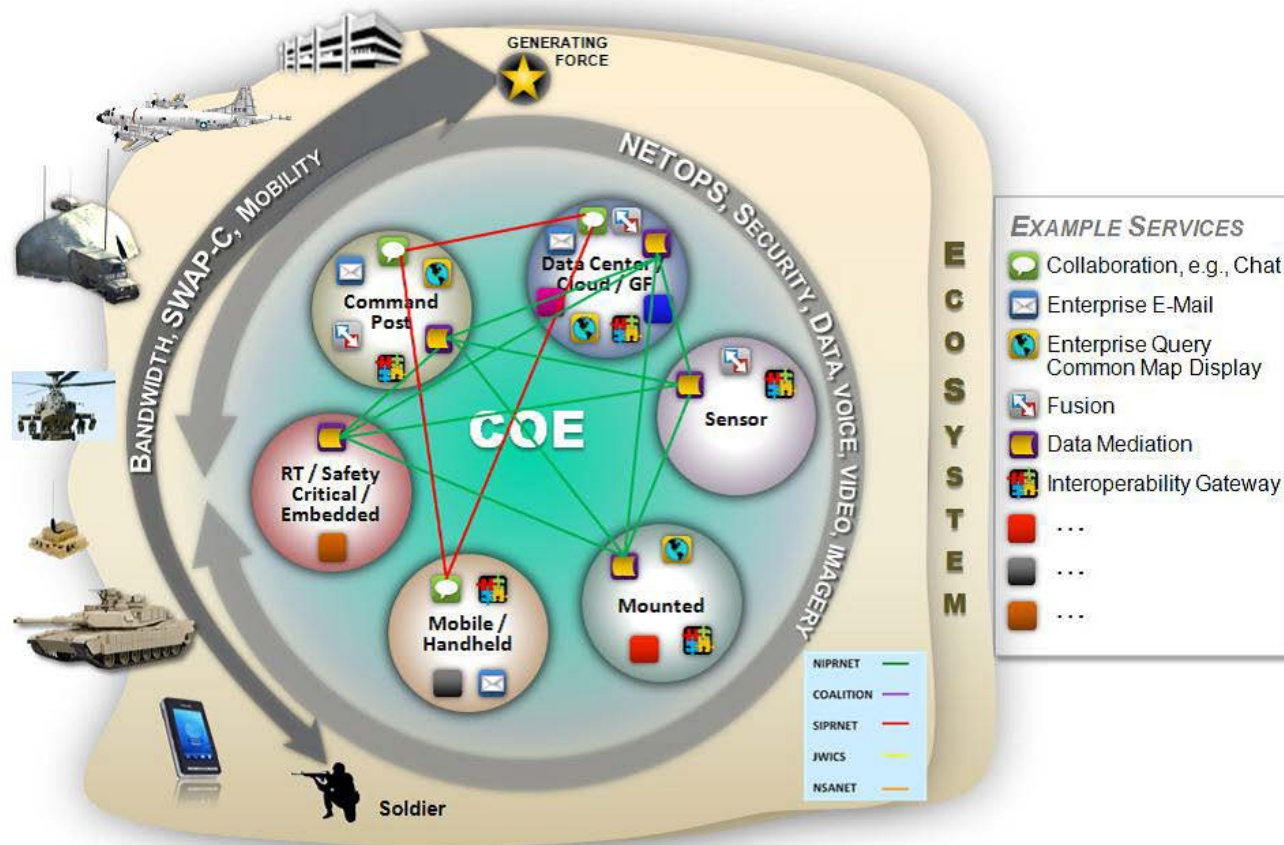 GENERATING
FORCE
BANDWIDTH, SWAP-C, MOBILITY
NETOPS, SECURITY, DATA, VOICE, VIDEO, IMAGERY
Command
Post
Data Center /
Cloud / GF
COE
Sensor
RT / Safety
Critical /
Embedded
Mounted
Mobile /
Handheld
Soldier
ECOSYSTEM
EXAMPLE SERVICES
Collaboration, e.g., Chat
Enterprise E-Mail
Enterprise Query
Common Map Display
Fusion
Data Mediation
Interoperability Gateway
...
...
...
NIPRNET
COALITION
SIPRNET
JWICS
NSANET